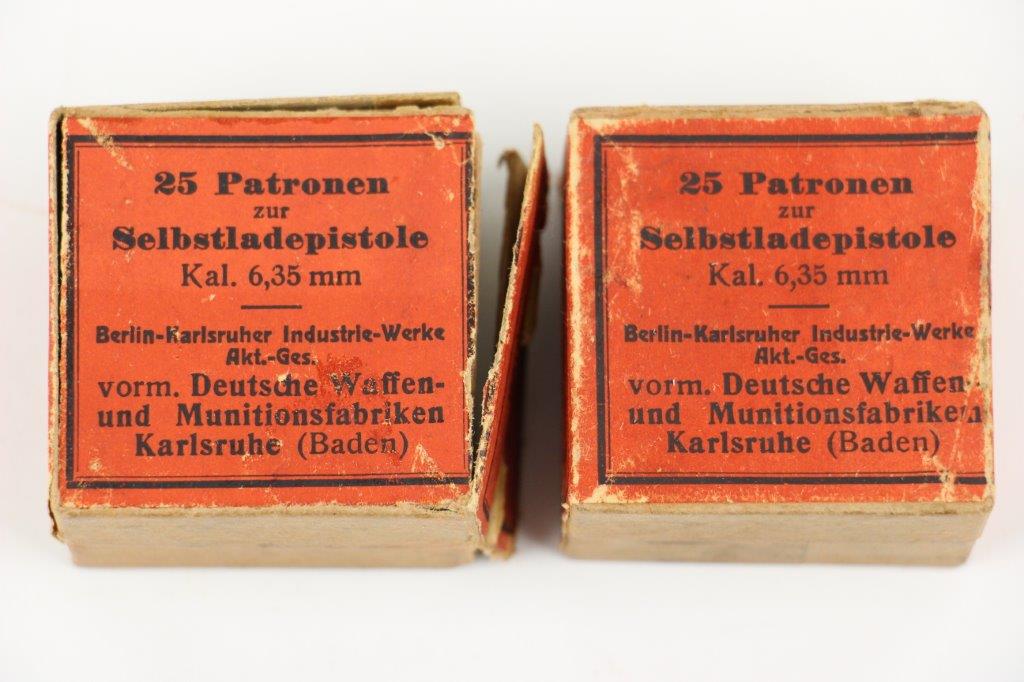 25 Patronen
zur
Selbstladepistole
Kal. 6,35 mm
Berlin-Karlsruher Industrie-Werke
Akt.-Ges.
vorm. Deutsche Waffen-
und Munitionsfabriken
Karlsruhe (Baden)
25 Patronen
zur
Selbstladepistole
Kal. 6,35 mm
Berlin-Karlsruher Industrie-Werke
Akt.-Ges.
vorm. Deutsche Waffen-
und Munitionsfabriken
Karlsruhe (Baden)